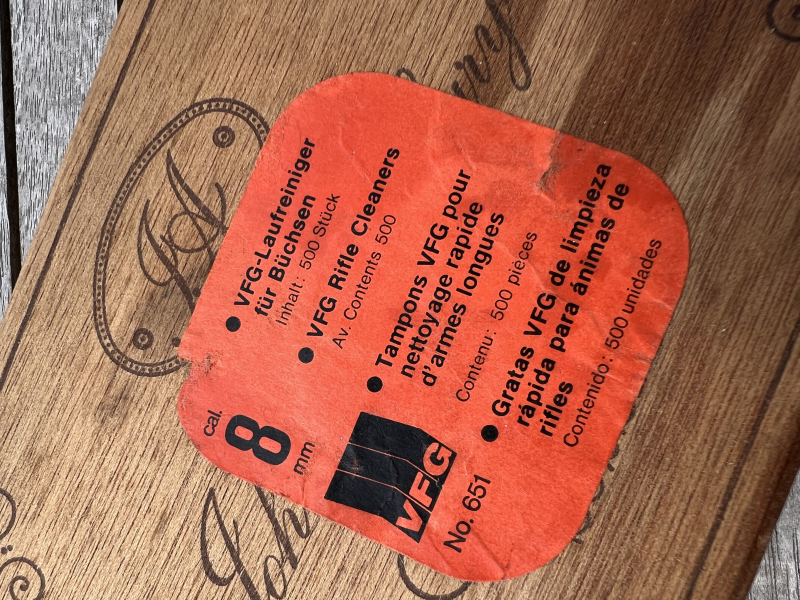 cal.
8
mm
VFG
No. 651
● VFG-Laufreiniger
für Büchsen
Inhalt: 500 Stück
● VFG Rifle Cleaners
Av. Contents 500
● Tampons VFG pour
nettoyage rapide
d'armes longues
Contenu: 500 pièces
● Gratas VFG de limpieza
rápida para ánimas de
rifles
Contenido: 500 unidades